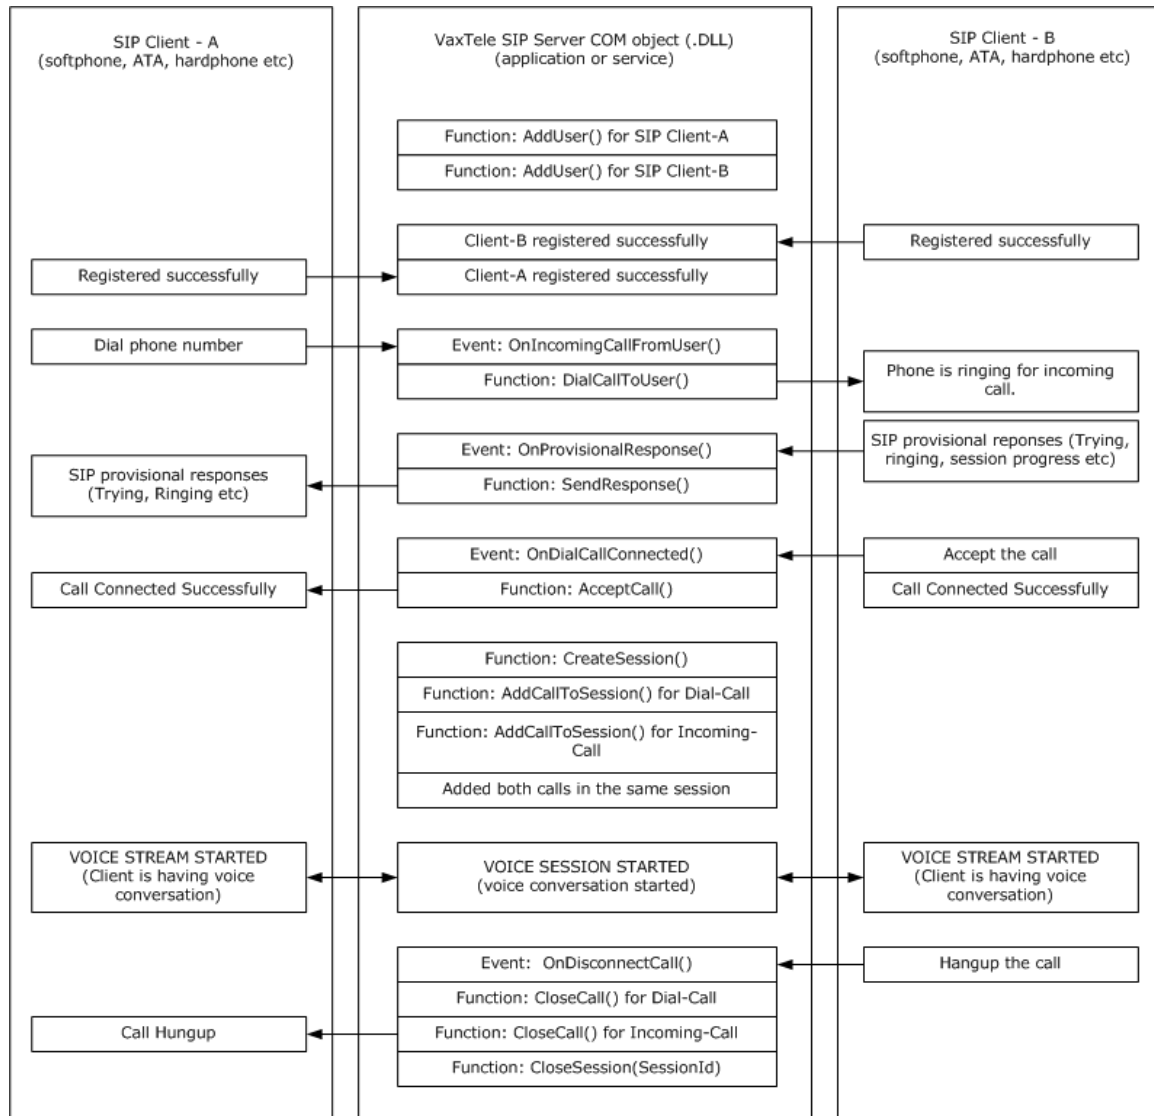 SIP Client - A
(softphone, ATA, hardphone etc)
VaxTele SIP Server COM object (.DLL)
(application or service)
SIP Client - B
(softphone, ATA, hardphone etc)
Function: AddUser() for SIP Client-A
Function: AddUser() for SIP Client-B
Client-B registered successfully
Registered successfully
Registered successfully
Client-A registered successfully
Dial phone number
Event: OnIncomingCallFromUser()
Function: DialCallToUser()
Phone is ringing for incoming
call.
Event: OnProvisionalResponse()
SIP provisional reponses (Trying,
ringing, session progress etc)
SIP provisional responses
(Trying, Ringing etc)
Function: SendResponse()
Event: OnDialCallConnected()
Accept the call
Call Connected Successfully
Function: AcceptCall()
Call Connected Successfully
Function: CreateSession()
Function: AddCallToSession() for Dial-Call
Function: AddCallToSession() for Incoming-
Call
Added both calls in the same session
VOICE STREAM STARTED
(Client is having voice
conversation)
VOICE SESSION STARTED
(voice conversation started)
VOICE STREAM STARTED
(Client is having voice
conversation)
Event:  OnDisconnectCall()
Hangup the call
Function: CloseCall() for Dial-Call
Call Hungup
Function: CloseCall() for Incoming-Call
Function: CloseSession(SessionId)